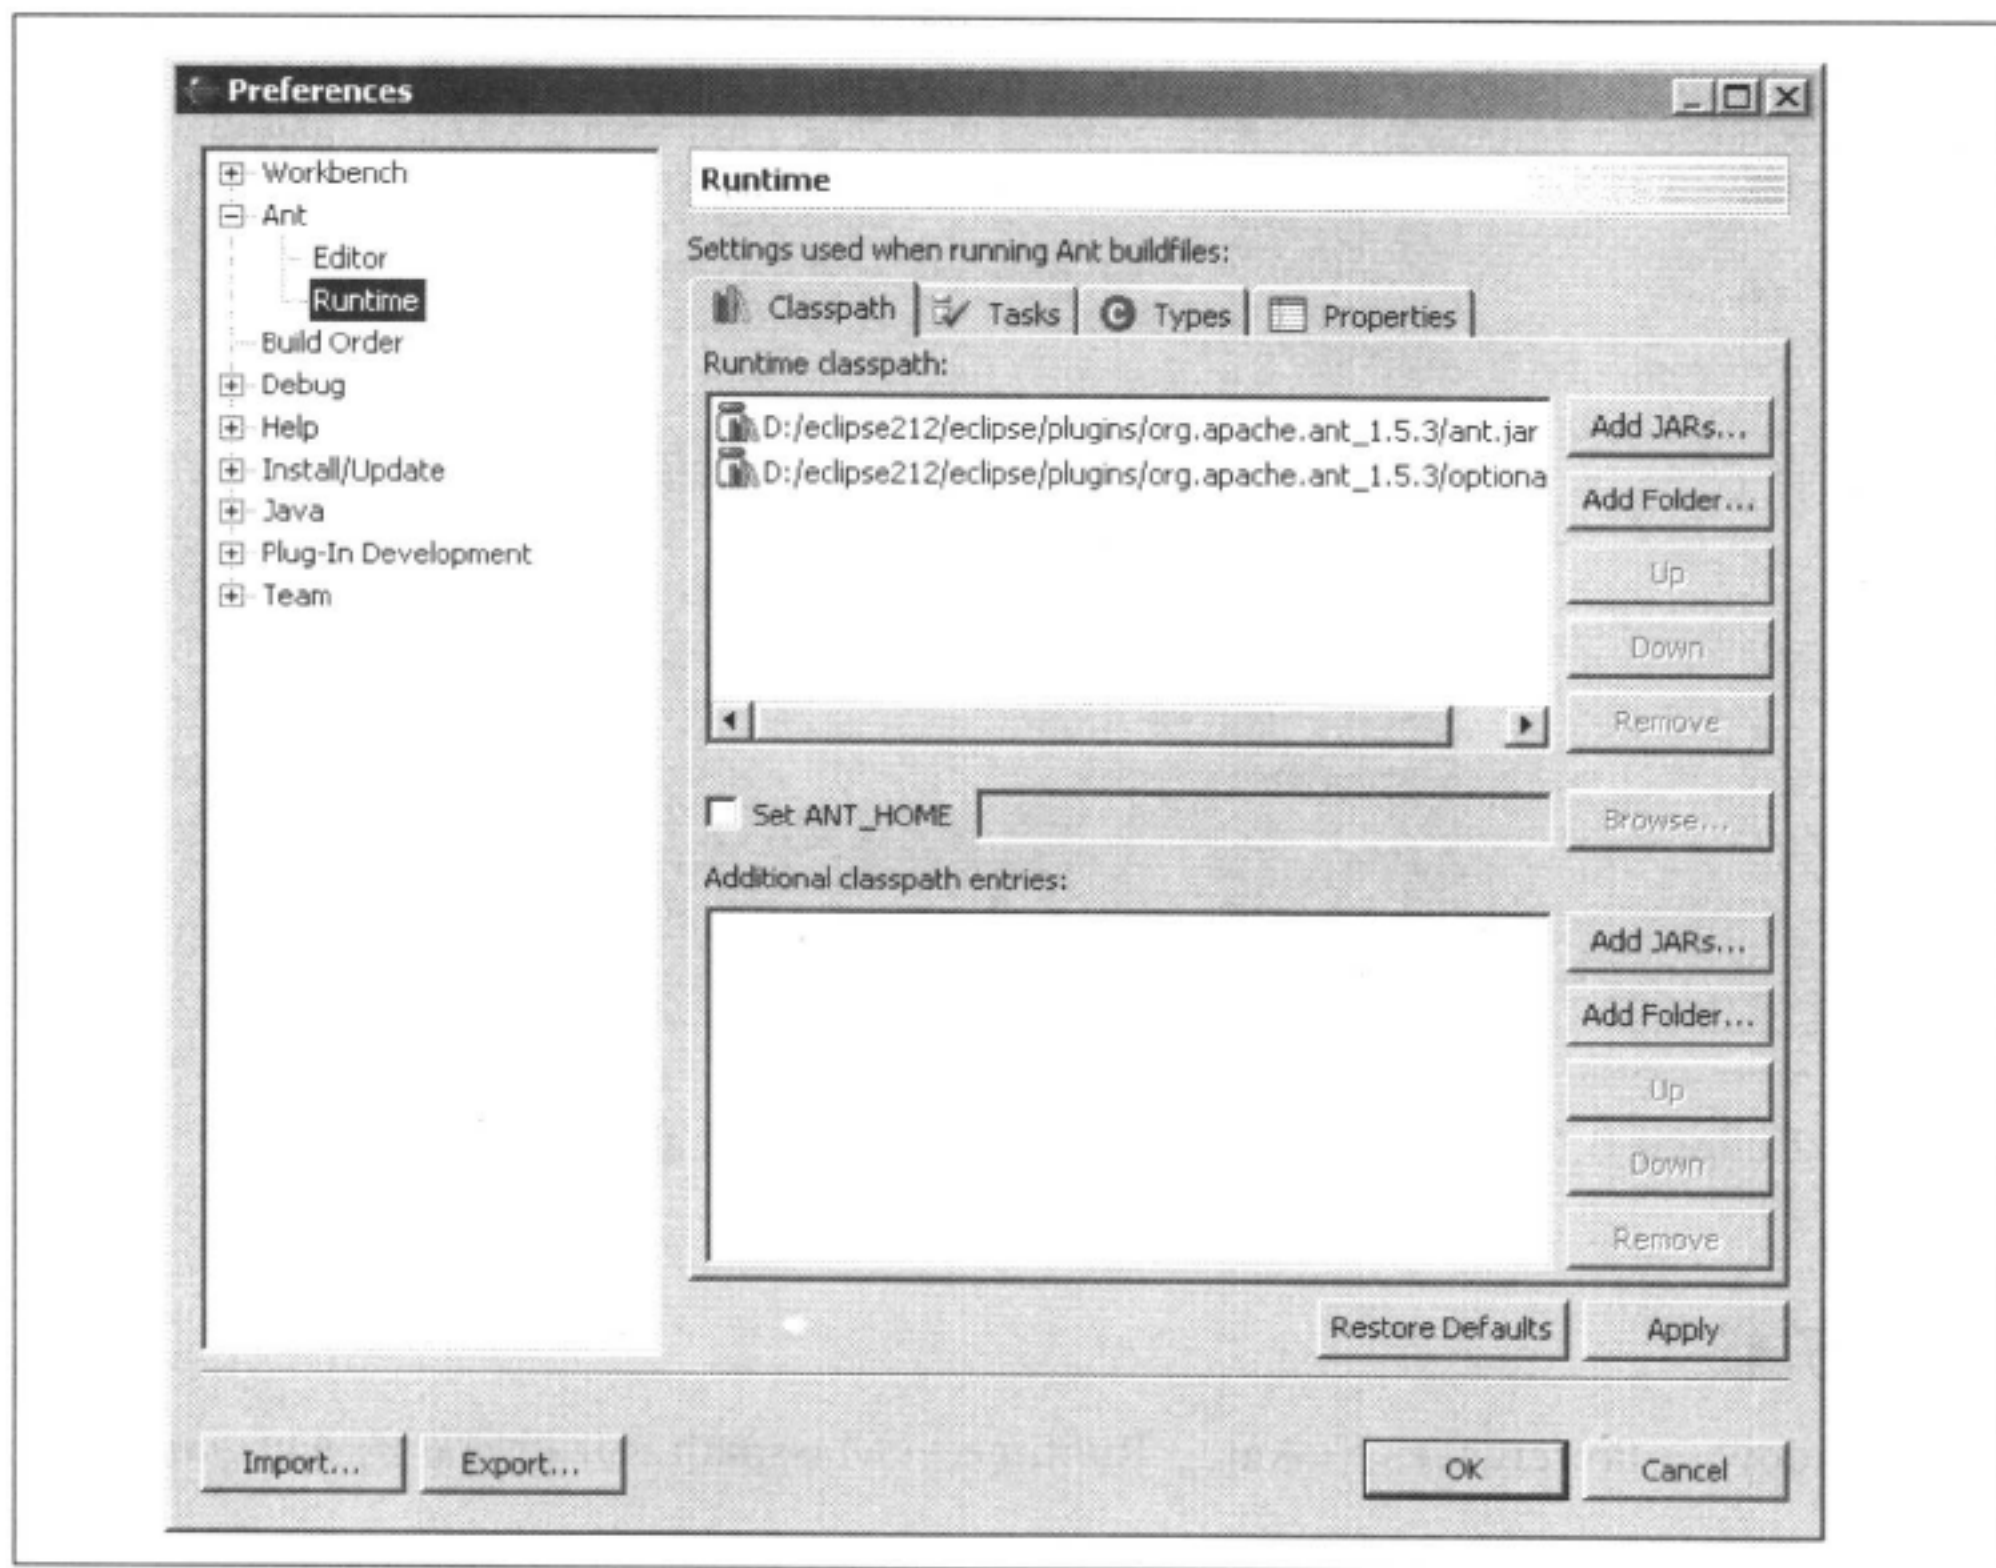 Preferences
Workbench
Ant
Editor
Runtime
Build Order
Debug
Help
Install/Update
Java
Plug-In Development
Team
Runtime
Settings used when running Ant buildfiles:
Classpath Tasks Types Properties
Runtime classpath:
D:/eclipse212/eclipse/plugins/org.apache.ant_1.5.3/ant.jar
D:/eclipse212/eclipse/plugins/org.apache.ant_1.5.3/optiona
Add JARs...
Add Folder...
Up
Down
Remove
Set ANT_HOME
Browse...
Additional classpath entries:
Add JARs...
Add Folder...
Up
Down
Remove
Restore Defaults Apply
Import... Export... OK Cancel